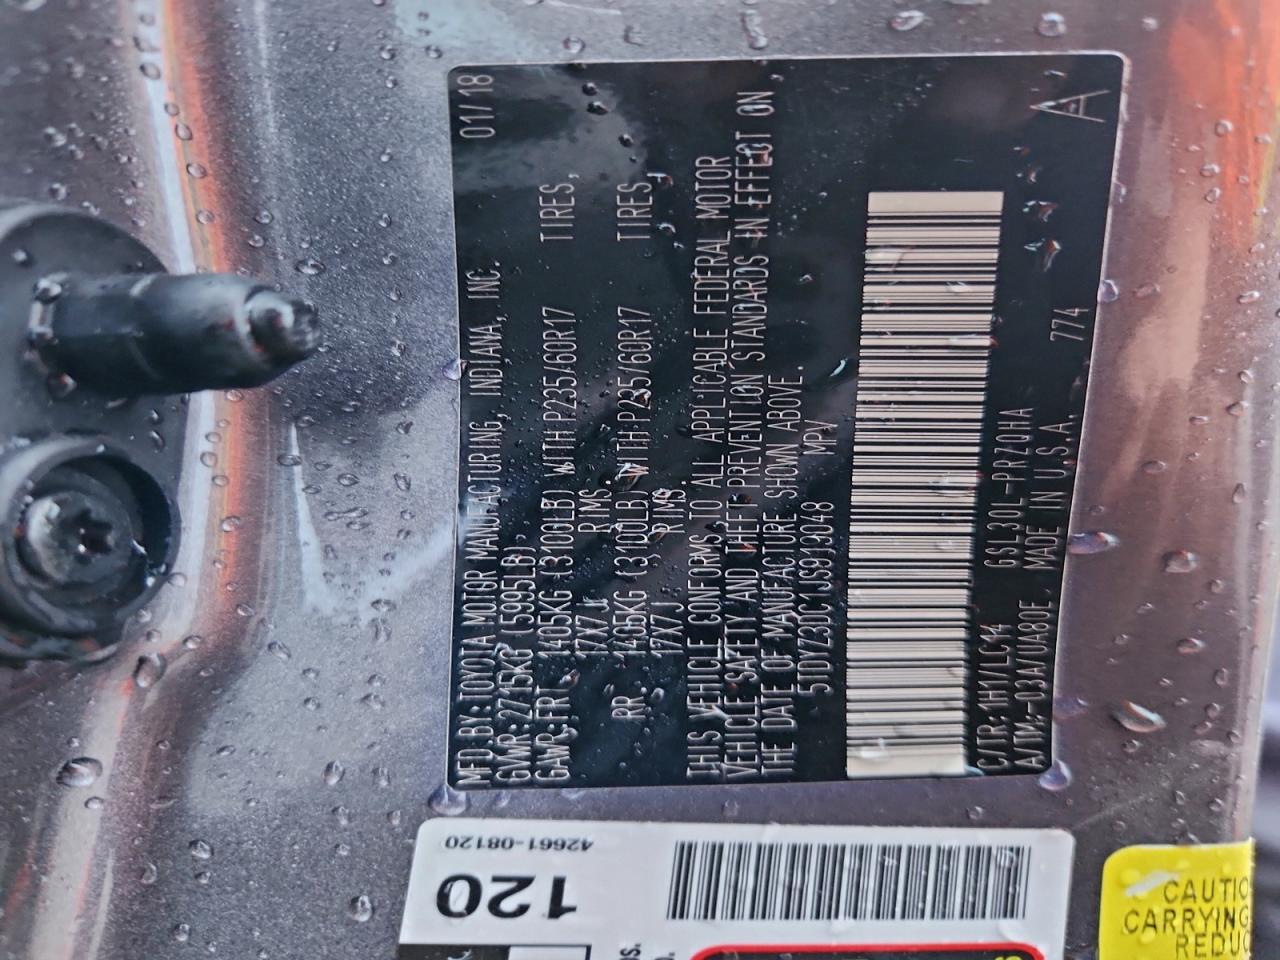 01/18
MFD.BY:TOYOTA MOTOR MANUFACTURING, INDIANA, INC.
GVWR:2715KG (5995LB),
GAWR:FRT. 1405KG (3100LB) WITH P235/60R17 TIRES,
17X7J RIMS.
RR. 1405KG (3100LB) WITH P235/60R17 TIRES,
17X7J RIMS.
THIS VEHICLE CONFORMS TO ALL APPLICABLE FEDERAL MOTOR
VEHICLE SAFETY AND THEFT PREVENTION STANDARDS IN EFFECT ON
THE DATE OF MANUFACTURE SHOWN ABOVE.
5TDYZ3DC1JS919048 MPV
C/TR:1H1/LC14 GSL30L-PRZQHA
A/TM:-03A/UA80E MADE IN U.S.A. 774
A
42661-08120
120
CAUTIO
CARRYING
REDUC